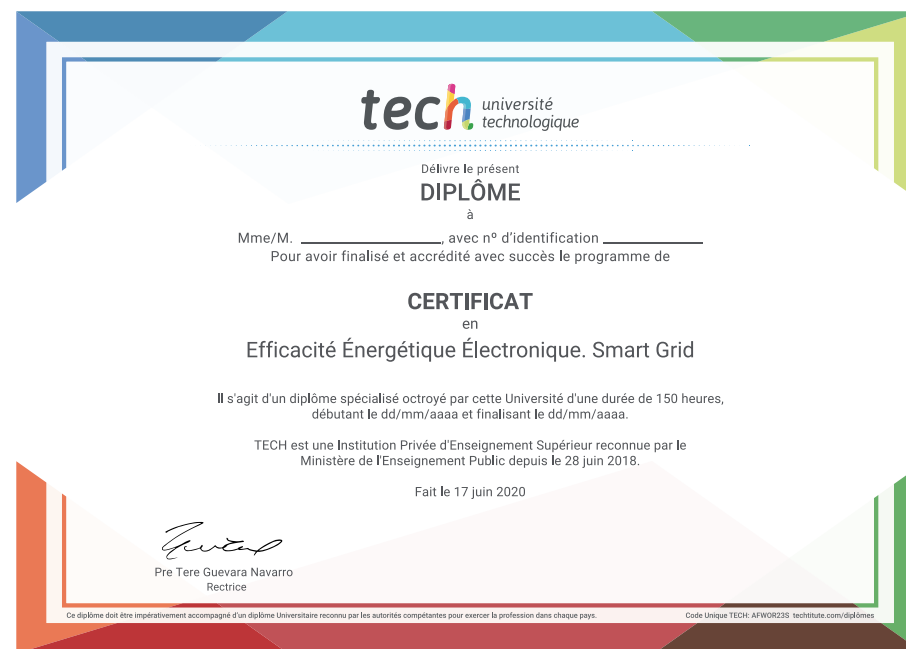 tech université
technologique
Délivre le présent
DIPLÔME
à
Mme/M. ____________________, avec nº d'identification ______________
Pour avoir finalisé et accrédité avec succès le programme de
CERTIFICAT
en
Efficacité Énergétique Électronique. Smart Grid
Il s'agit d'un diplôme spécialisé octroyé par cette Université d'une durée de 150 heures,
débutant le dd/mm/aaaa et finalisant le dd/mm/aaaa.
TECH est une Institution Privée d'Enseignement Supérieur reconnue par le
Ministère de l'Enseignement Public depuis le 28 juin 2018.
Fait le 17 juin 2020
Pre Tere Guevara Navarro
Rectrice
Ce diplôme doit être impérativement accompagné d'un diplôme Universitaire reconnu par les autorités compétentes pour exercer la profession dans chaque pays.
Code Unique TECH: AFWOR23S techtitute.com/diplômes